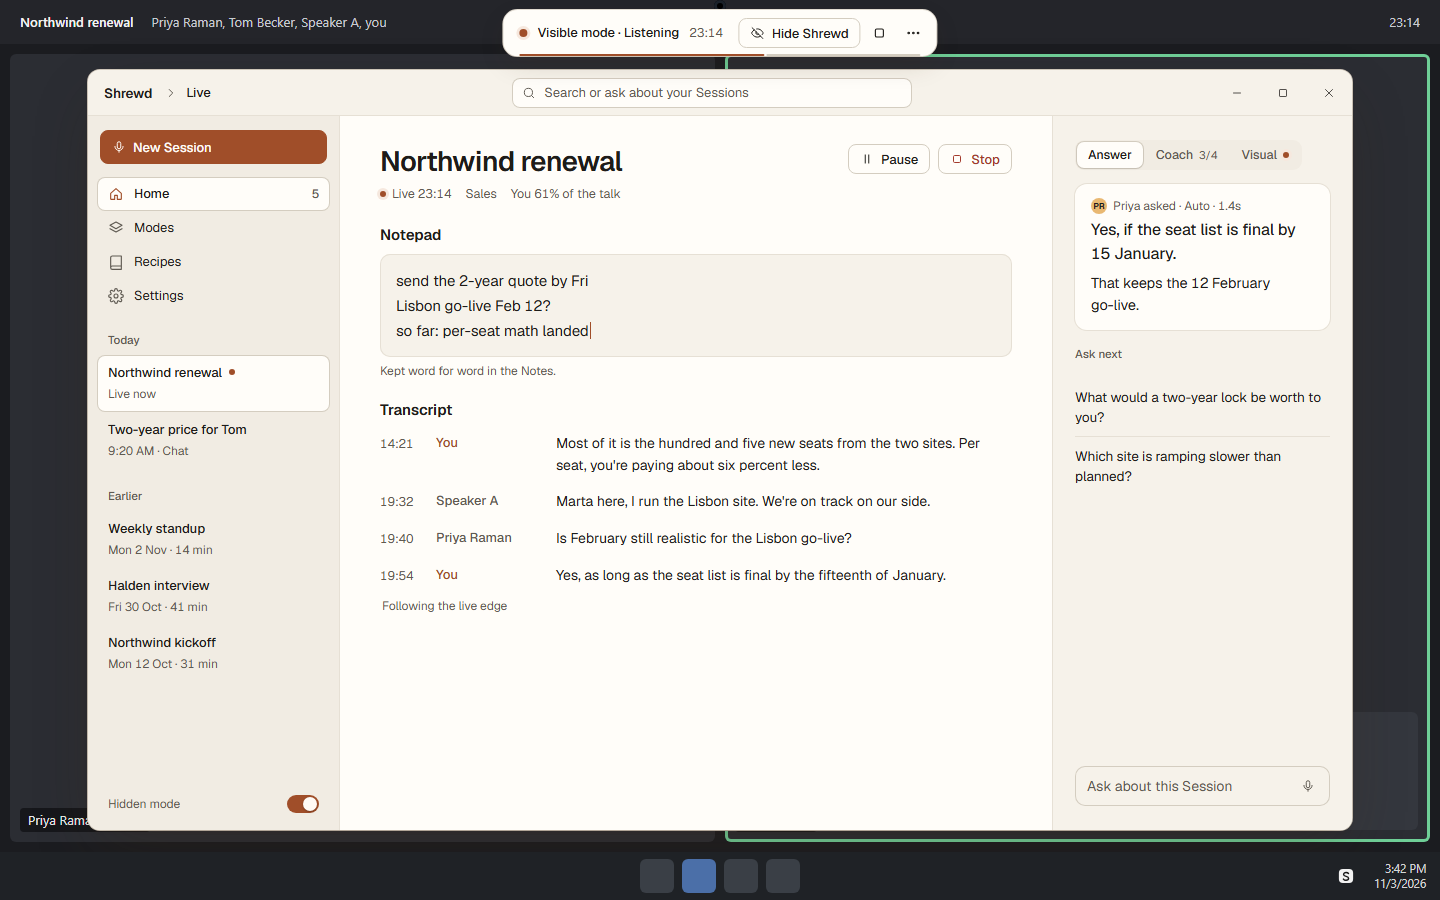 Northwind renewal Priya Raman, Tom Becker, Speaker A, you
Visible mode · Listening 23:14 Hide Shrewd
23:14
Shrewd Live
Search or ask about your Sessions
New Session
Home 5
Modes
Recipes
Settings
Today
Northwind renewal
Live now
Two-year price for Tom
9:20 AM · Chat
Earlier
Weekly standup
Mon 2 Nov · 14 min
Halden interview
Fri 30 Oct · 41 min
Northwind kickoff
Mon 12 Oct · 31 min
Hidden mode
Northwind renewal
Pause Stop
Live 23:14 Sales You 61% of the talk
Notepad
send the 2-year quote by Fri
Lisbon go-live Feb 12?
so far: per-seat math landed
Kept word for word in the Notes.
Transcript
14:21 You Most of it is the hundred and five new seats from the two sites. Per
seat, you're paying about six percent less.
19:32 Speaker A Marta here, I run the Lisbon site. We're on track on our side.
19:40 Priya Raman Is February still realistic for the Lisbon go-live?
19:54 You Yes, as long as the seat list is final by the fifteenth of January.
Following the live edge
Answer Coach 3/4 Visual
PR Priya asked · Auto · 1.4s
Yes, if the seat list is final by
15 January.
That keeps the 12 February
go-live.
Ask next
What would a two-year lock be worth to
you?
Which site is ramping slower than
planned?
Ask about this Session
Priya
S
3:42 PM
11/3/2026